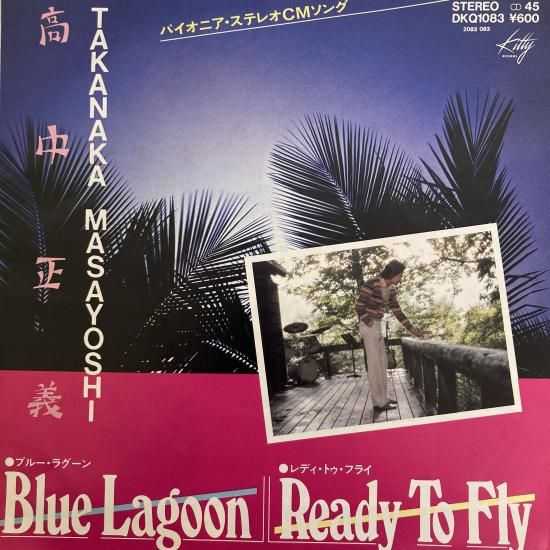 パイオニア・ステレオCMソング
STEREO 45
DKQ1083 ¥600
2083 083
Kitty
RECORDS
高中正義
TAKANAKA MASAYOSHI
●ブルー・ラグーン
Blue Lagoon
●レディ・トゥ・フライ
Ready To Fly